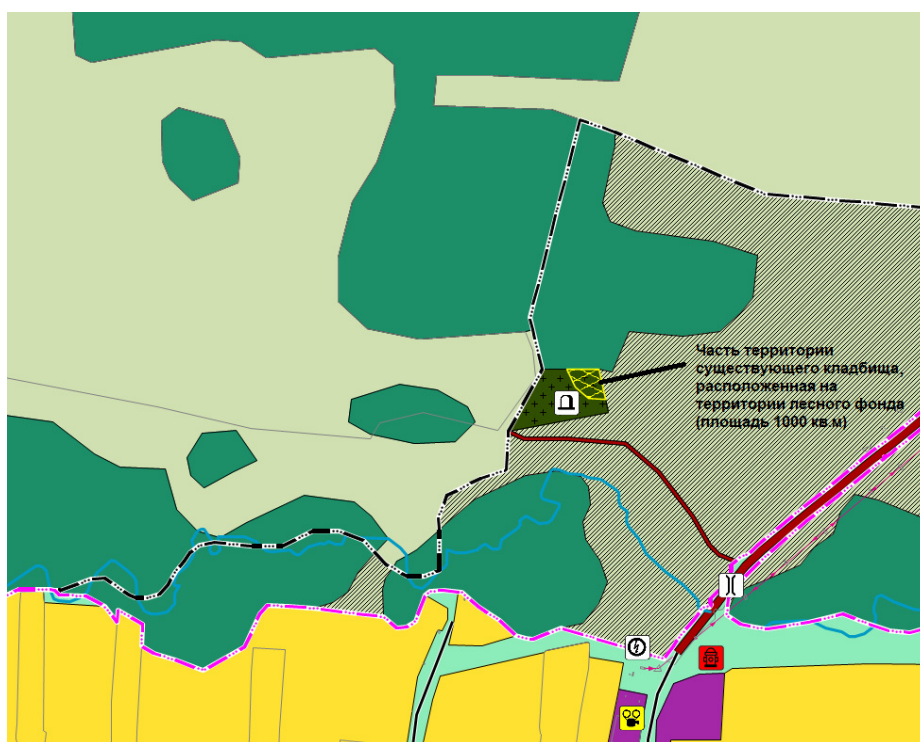 Часть территории
существующего кладбища,
расположенная на
территории лесного фонда
(площадь 1000 кв.м)